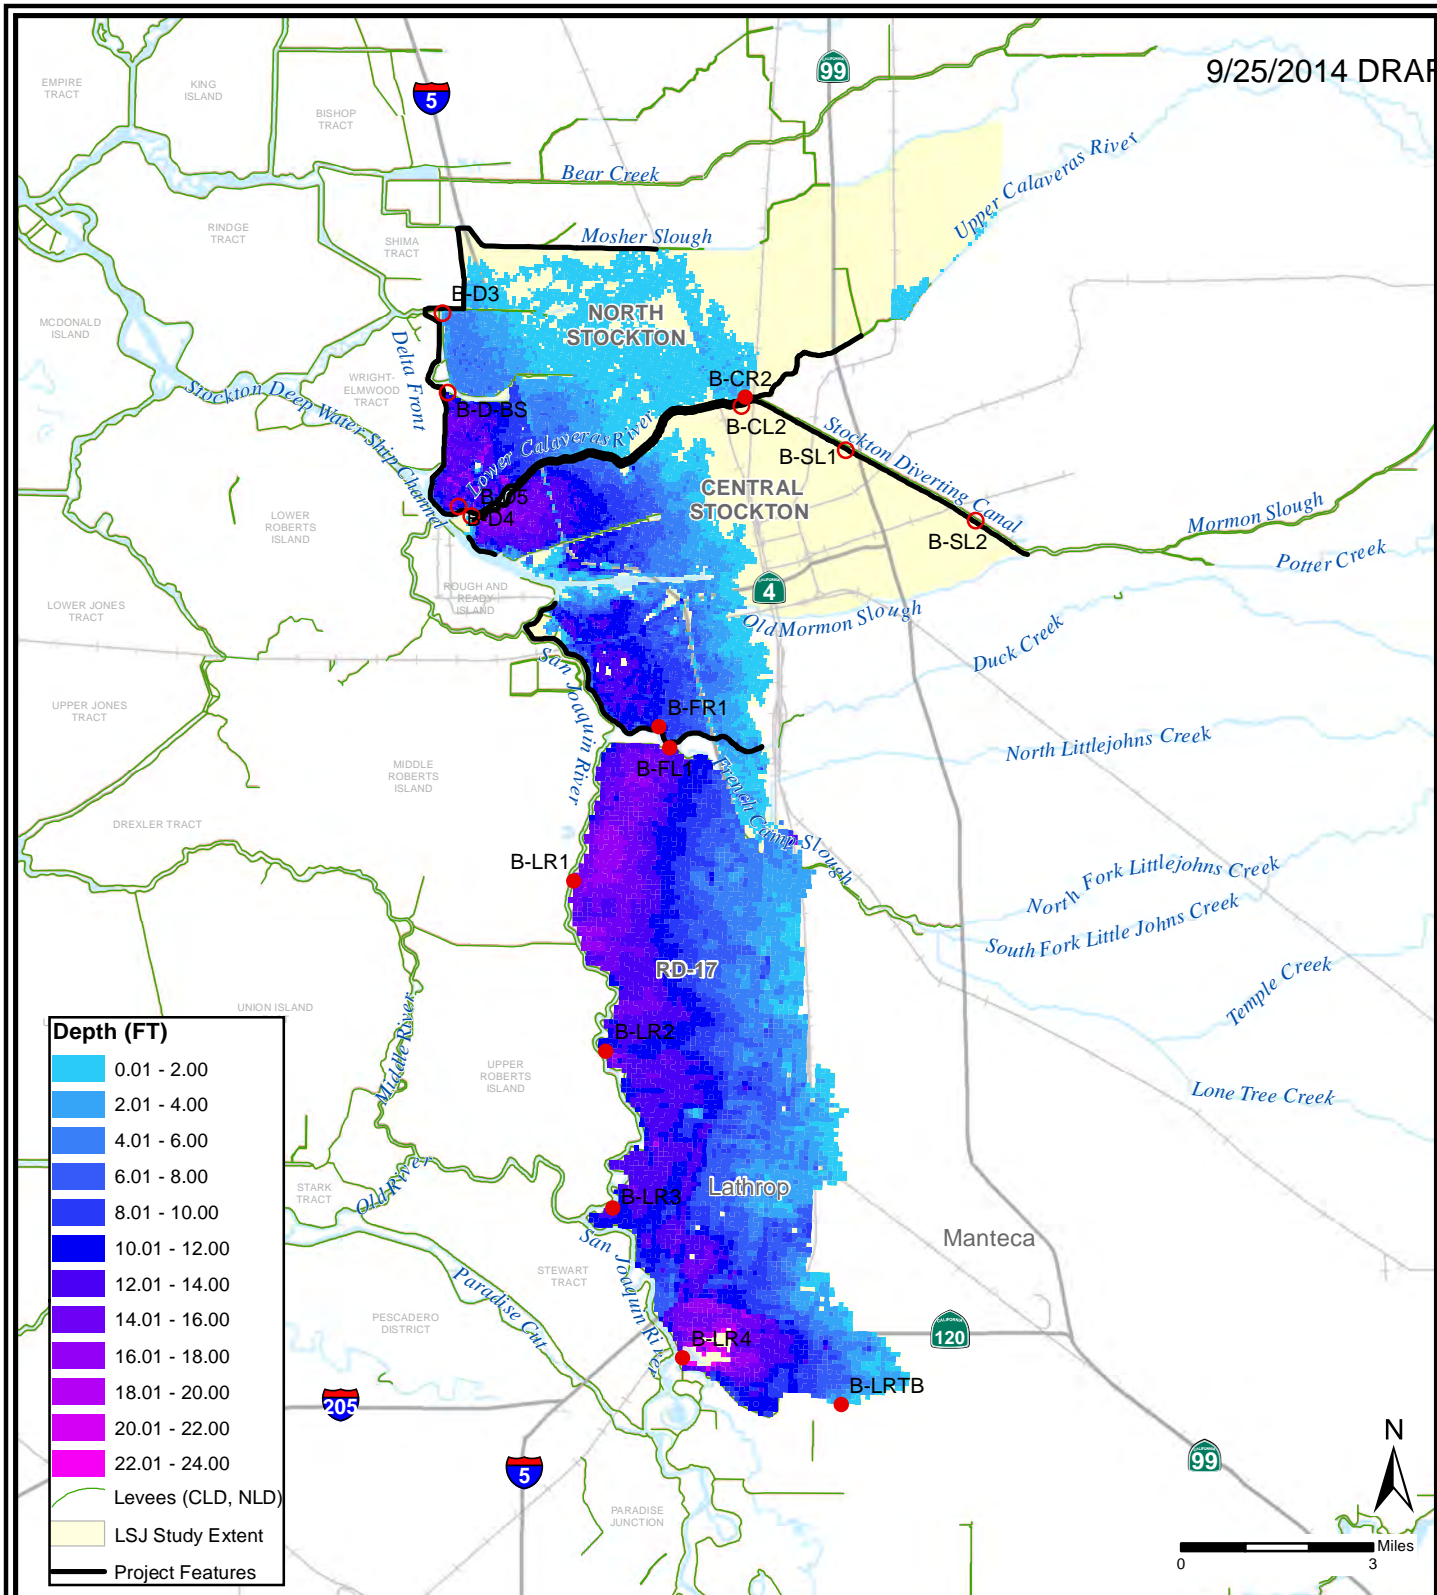 9/25/2014 DRAF
EMPIRE
TRACT
KING
ISLAND
BISHOP
TRACT
5
CALIFORNIA
99
Bear Creek
Upper Calaveras River
RINDGE
TRACT
SHIMA
TRACT
Mosher Slough
B-D3
NORTH
STOCKTON
MCDONALD
ISLAND
Delta Front
WRIGHT-
ELMWOOD
TRACT
Stockton Deep Water Ship Channel
B-D-BS
B-CR2
B-CL2
Lower Calaveras River
Stockton Diverting Canal
B-SL1
CENTRAL
STOCKTON
B-D5
B-D4
LOWER
ROBERTS
ISLAND
B-SL2
Mormon Slough
Potter Creek
ROUGH AND
READY
ISLAND
CALIFORNIA
4
LOWER JONES
TRACT
Old Mormon Slough
Duck Creek
San Joaquin River
UPPER JONES
TRACT
B-FR1
North Littlejohns Creek
B-FL1
MIDDLE
ROBERTS
ISLAND
French Camp Slough
DREXLER TRACT
B-LR1
North Fork Littlejohns Creek
South Fork Little Johns Creek
RD-17
Temple Creek
UNION ISLAND
Middle River
B-LR2
UPPER
ROBERTS
ISLAND
Lone Tree Creek
STARK
TRACT
Old River
Lathrop
B-LR3
Manteca
San Joaquin River
STEWART
TRACT
Paradise Cut
PESCADERO
DISTRICT
CALIFORNIA
120
B-LR4
B-LRTB
205
5
CALIFORNIA
99
PARADISE
JUNCTION
Depth (FT)
0.01 - 2.00
2.01 - 4.00
4.01 - 6.00
6.01 - 8.00
8.01 - 10.00
10.01 - 12.00
12.01 - 14.00
14.01 - 16.00
16.01 - 18.00
18.01 - 20.00
20.01 - 22.00
22.01 - 24.00
Levees (CLD, NLD)
LSJ Study Extent
Project Features
N
Miles
0 3